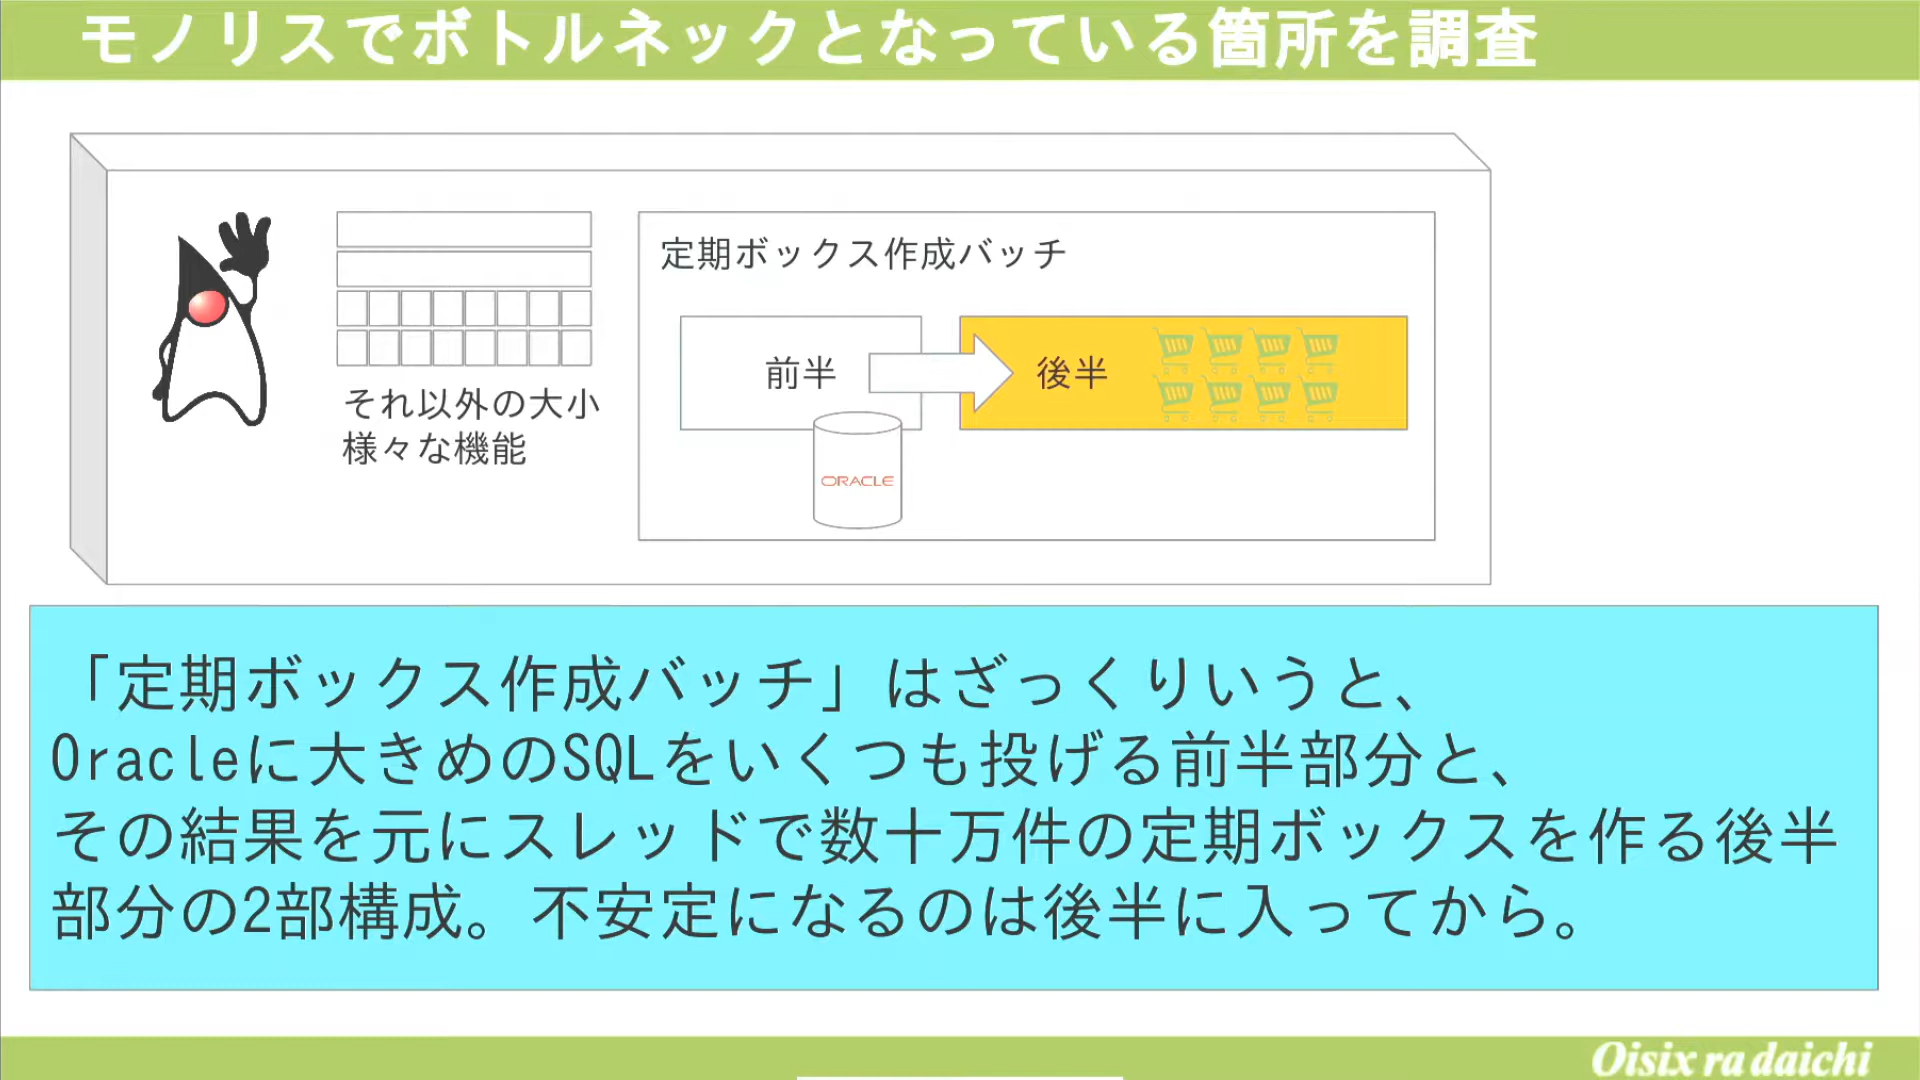 モノリスでボトルネックとなっている箇所を調査
それ以外の大小
様々な機能
定期ボックス作成バッチ
前半
後半
ORACLE
「定期ボックス作成バッチ」はざっくりいうと、
Oracleに大きめのSQLをいくつも投げる前半部分と、
その結果を元にスレッドで数十万件の定期ボックスを作る後半
部分の2部構成。不安定になるのは後半に入ってから。
Oisix ra daichi